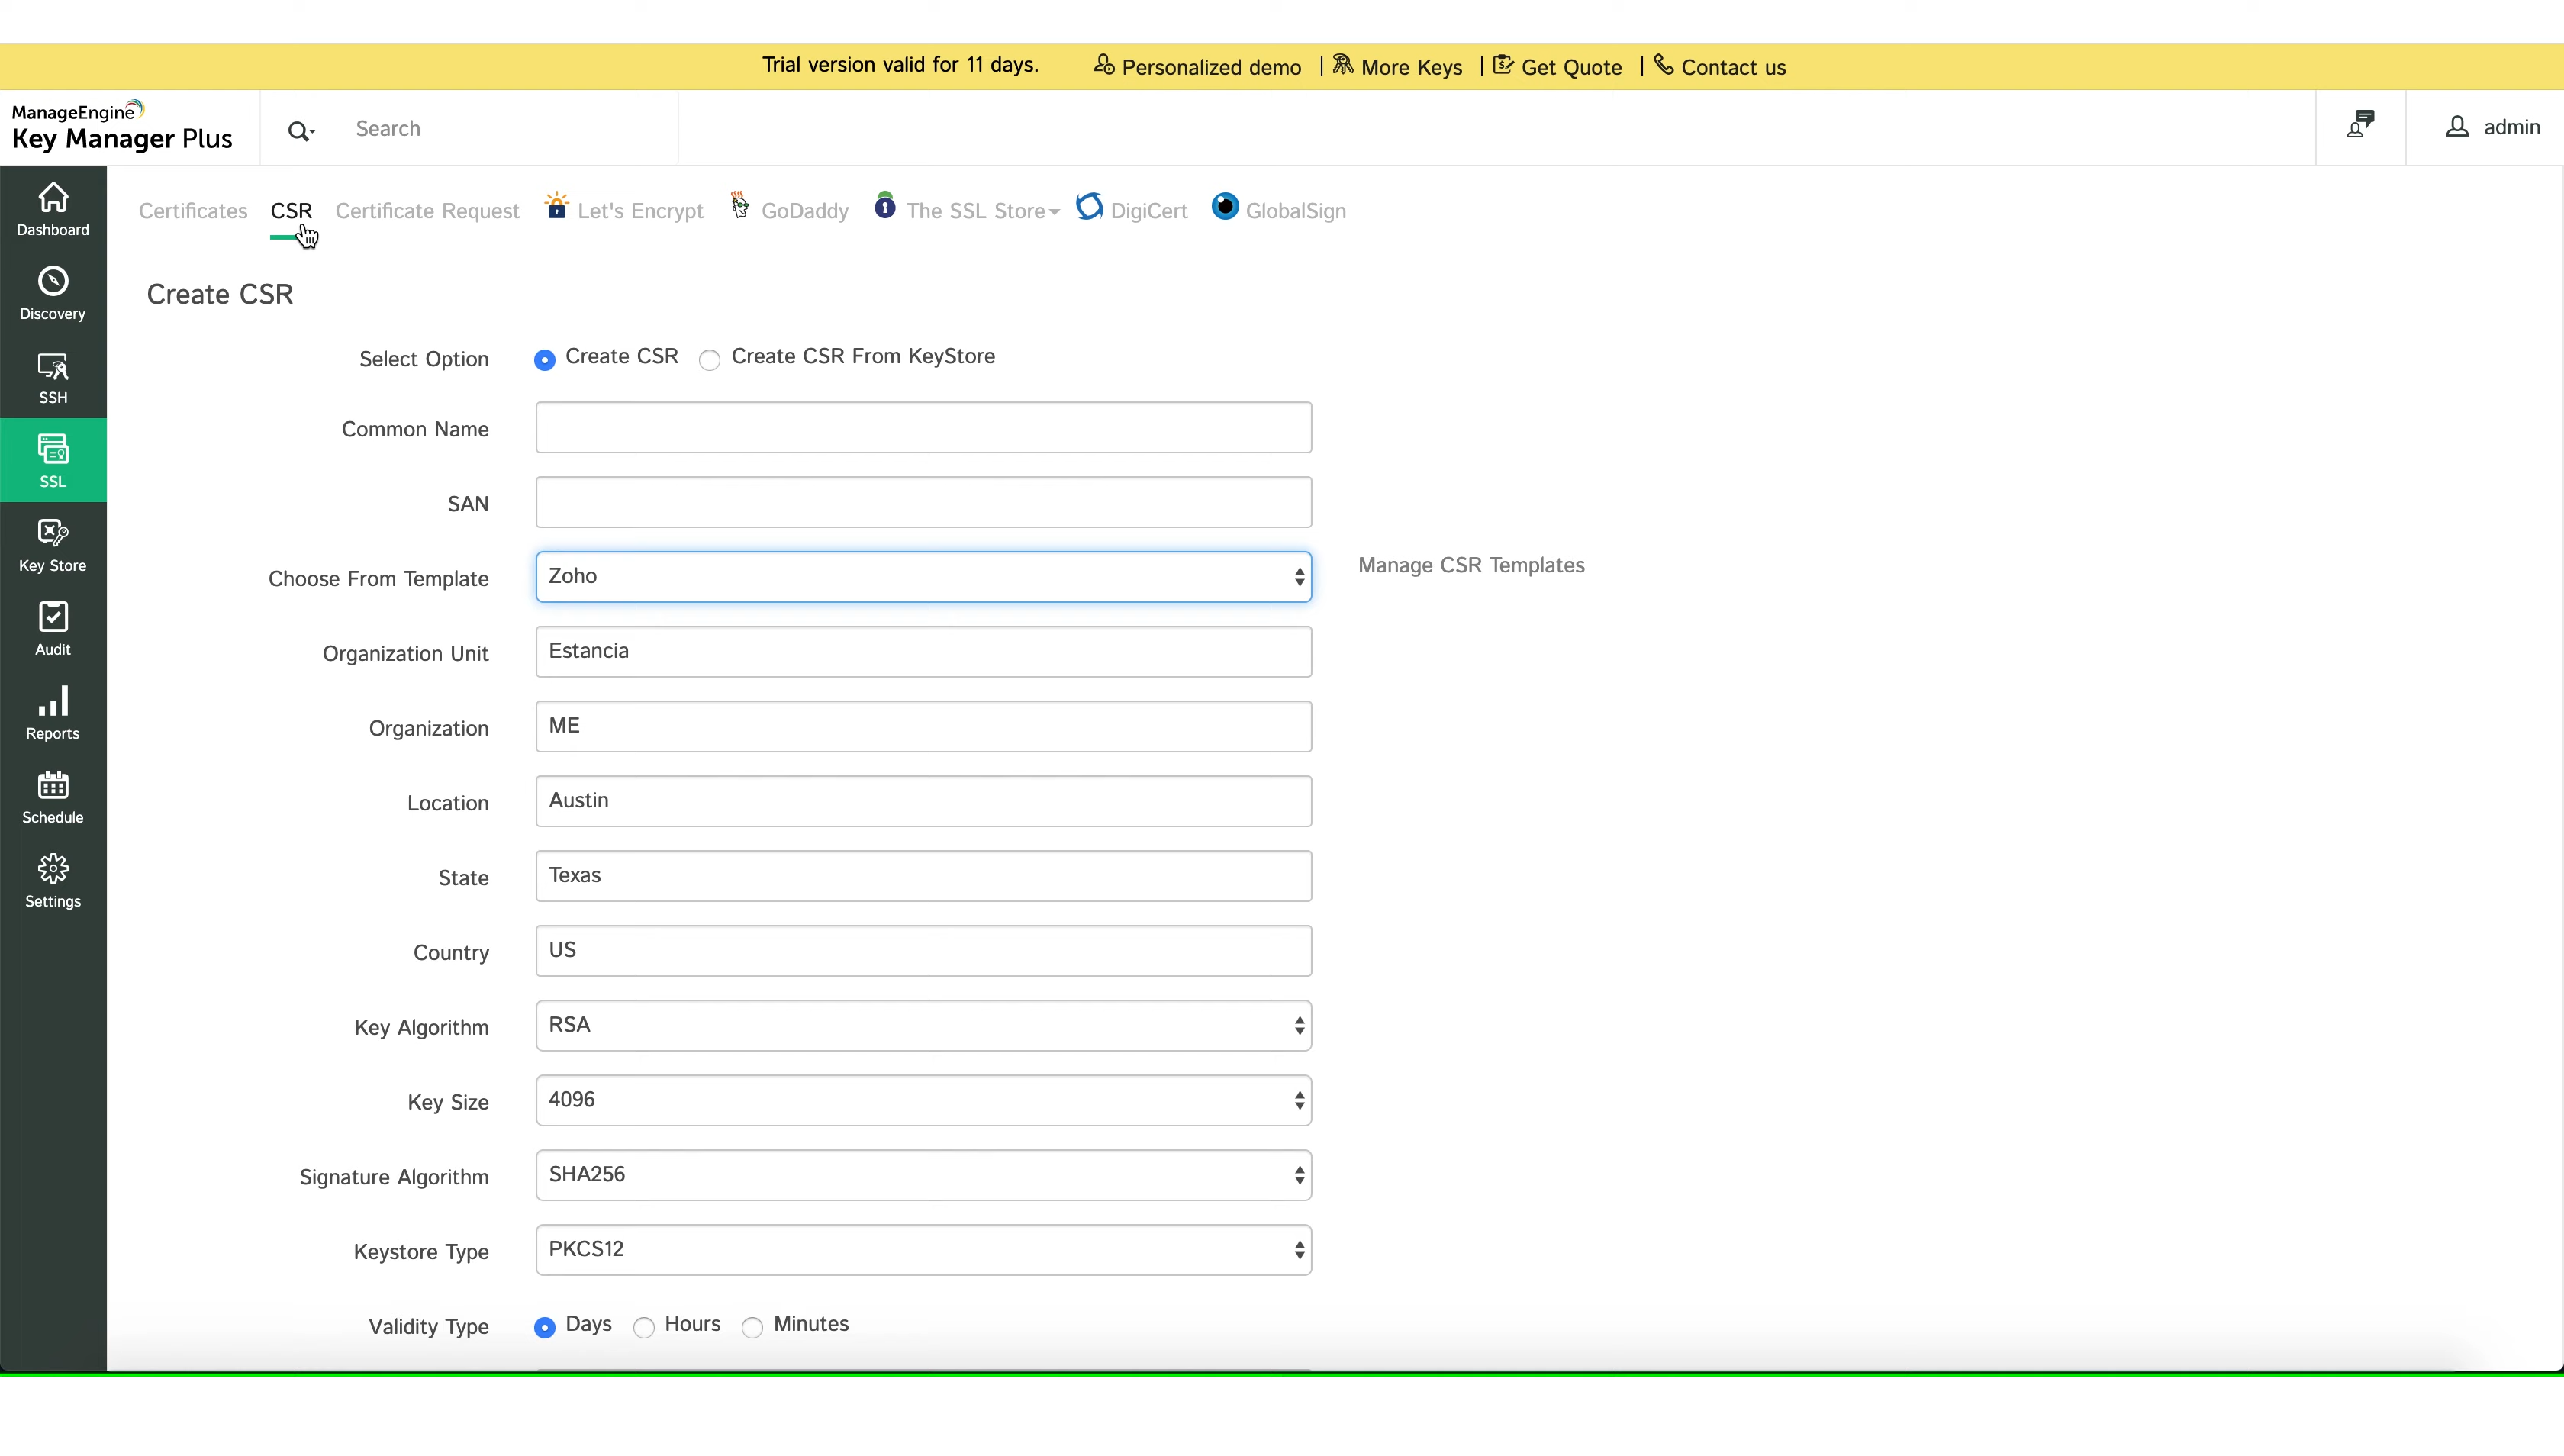 Trial version valid for 11 days. Personalized demo | More Keys | Get Quote | Contact us
ManageEngine
Key Manager Plus
Search
admin
Dashboard
Discovery
SSH
SSL
Key Store
Audit
Reports
Schedule
Settings
Certificates CSR Certificate Request Let's Encrypt GoDaddy The SSL Store DigiCert GlobalSign
Create CSR
Select Option Create CSR Create CSR From KeyStore
Common Name
SAN
Choose From Template Zoho Manage CSR Templates
Organization Unit Estancia
Organization ME
Location Austin
State Texas
Country US
Key Algorithm RSA
Key Size 4096
Signature Algorithm SHA256
Keystore Type PKCS12
Validity Type Days Hours Minutes